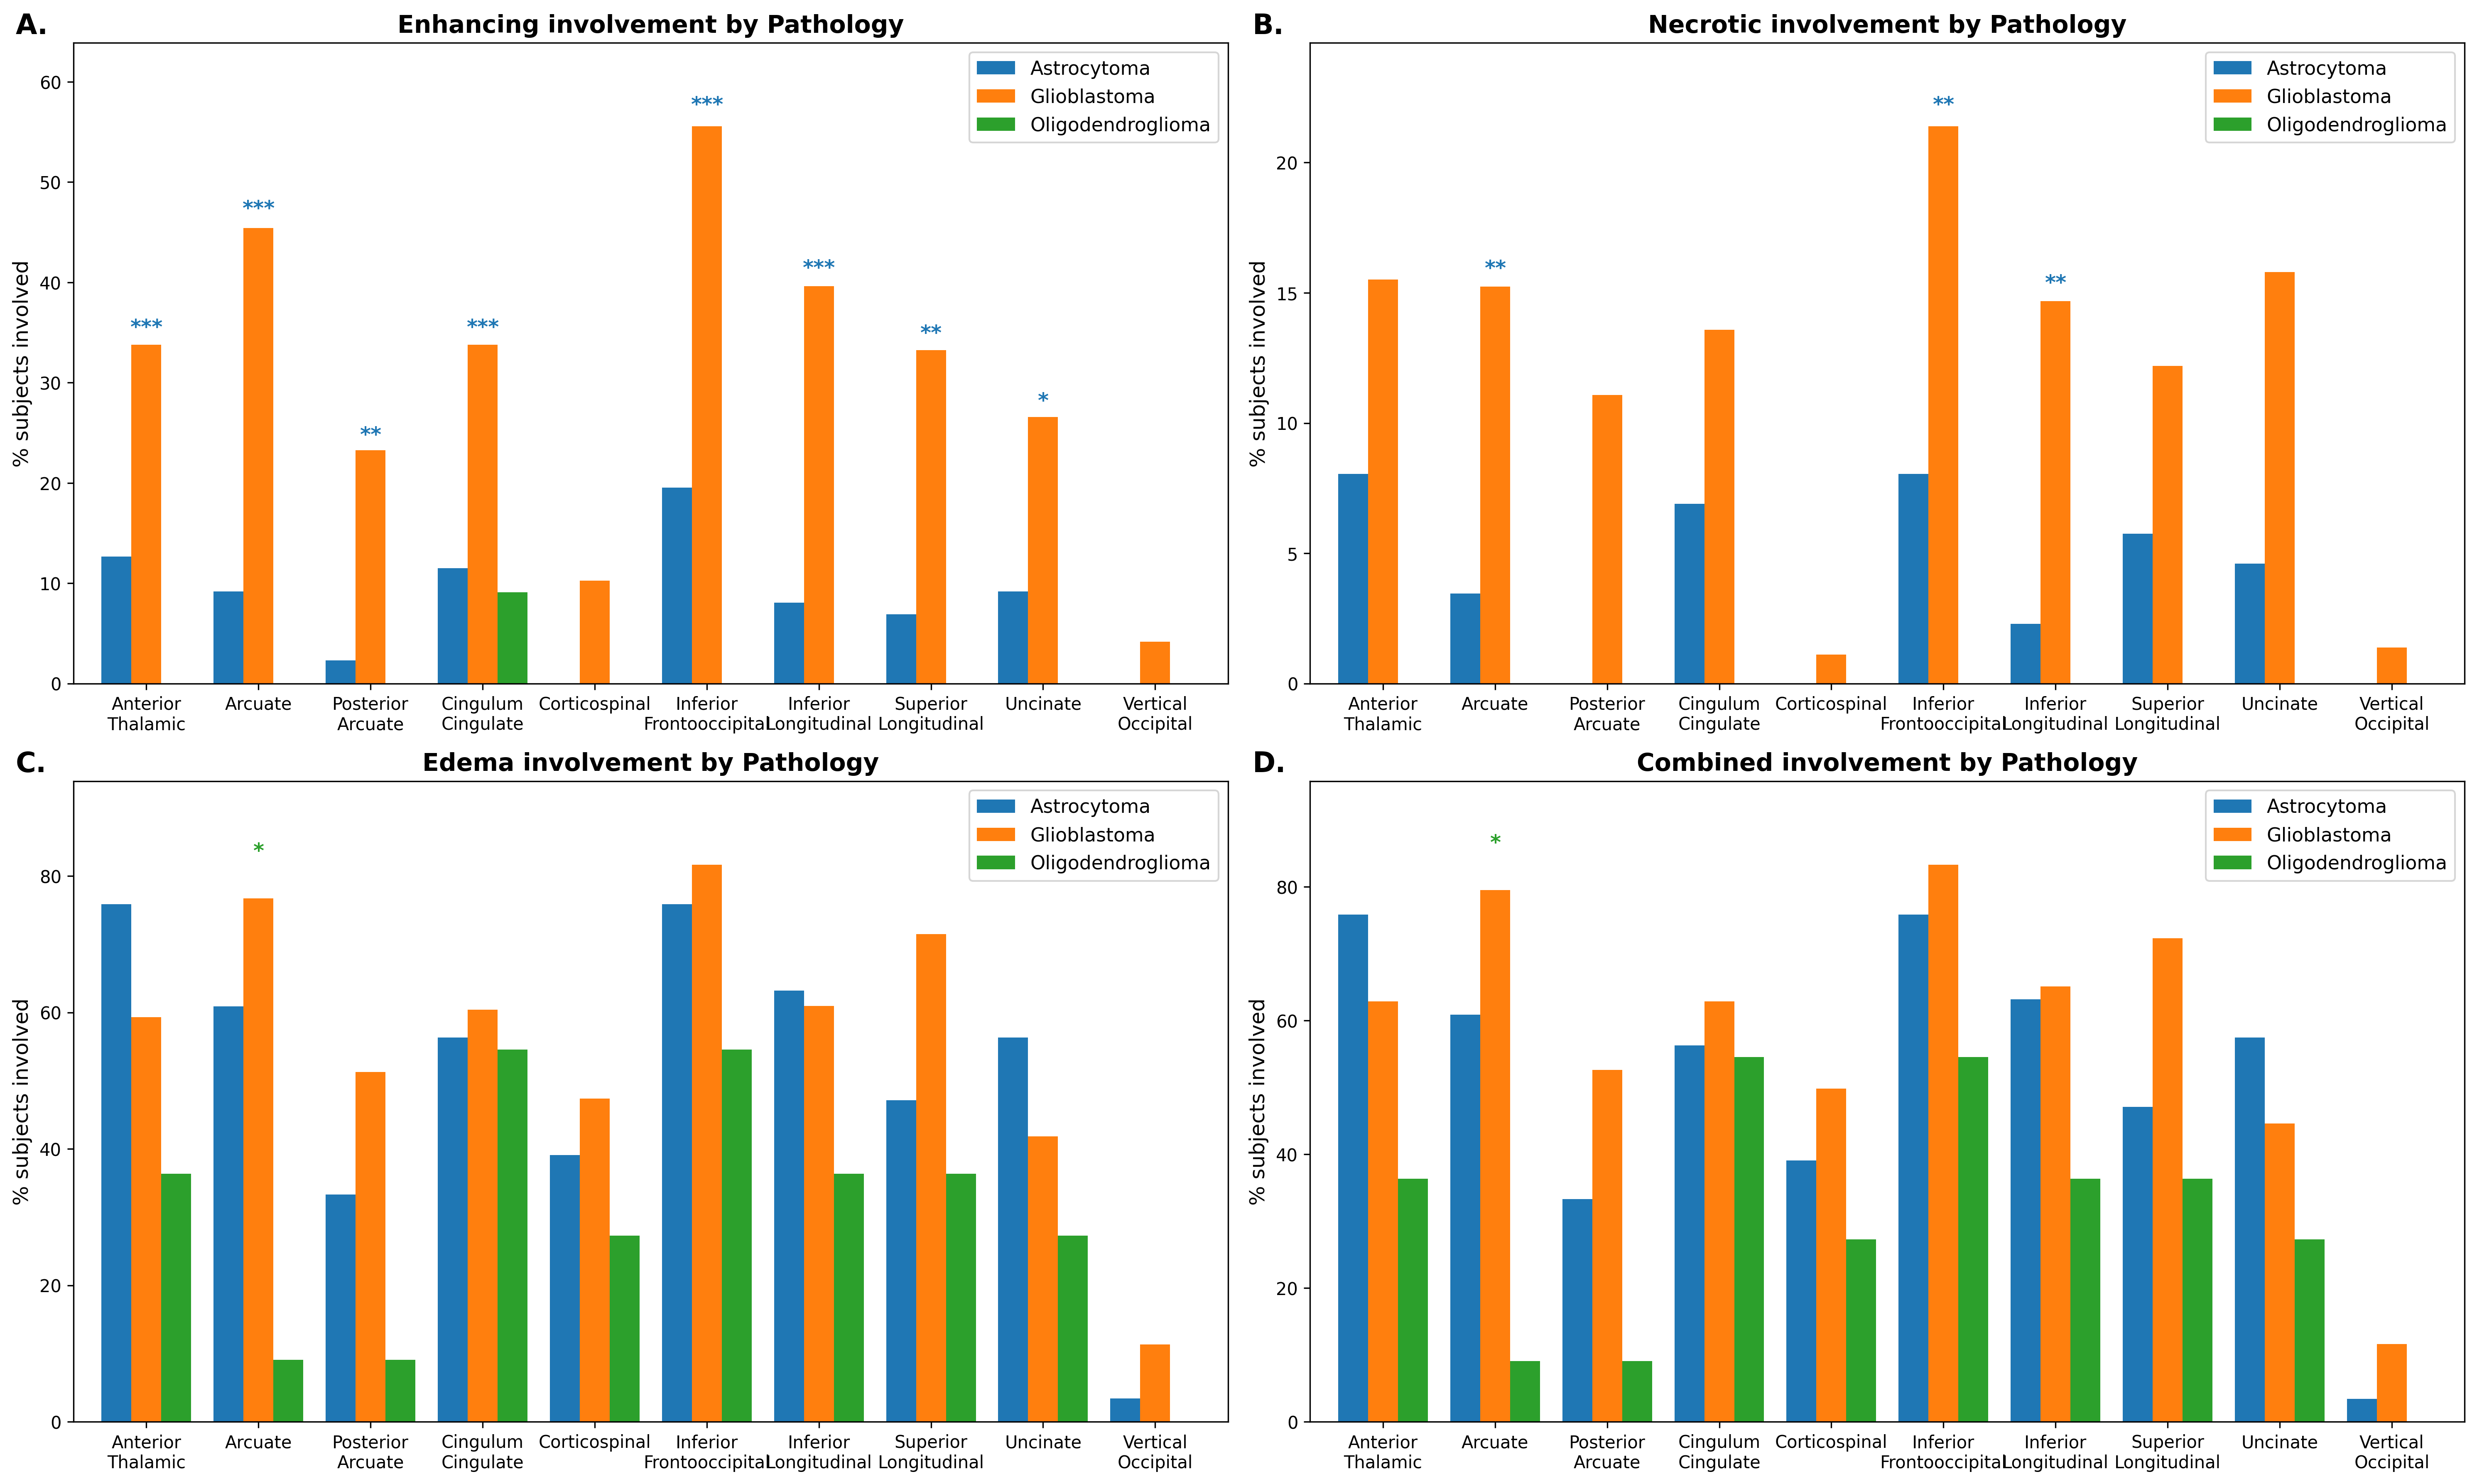 A.
Enhancing involvement by Pathology
Astrocytoma
Glioblastoma
Oligodendroglioma
% subjects involved
60
50
40
30
20
10
0
***
***
**
***
***
***
**
*
Anterior Thalamic
Arcuate
Posterior Arcuate
Cingulum Cingulate
Corticospinal
Inferior Frontooccipital
Inferior Longitudinal
Superior Longitudinal
Uncinate
Vertical Occipital
B.
Necrotic involvement by Pathology
Astrocytoma
Glioblastoma
Oligodendroglioma
% subjects involved
20
15
10
5
0
**
**
**
Anterior Thalamic
Arcuate
Posterior Arcuate
Cingulum Cingulate
Corticospinal
Inferior Frontooccipital
Inferior Longitudinal
Superior Longitudinal
Uncinate
Vertical Occipital
C.
Edema involvement by Pathology
Astrocytoma
Glioblastoma
Oligodendroglioma
% subjects involved
80
60
40
20
0
*
Anterior Thalamic
Arcuate
Posterior Arcuate
Cingulum Cingulate
Corticospinal
Inferior Frontooccipital
Inferior Longitudinal
Superior Longitudinal
Uncinate
Vertical Occipital
D.
Combined involvement by Pathology
Astrocytoma
Glioblastoma
Oligodendroglioma
% subjects involved
80
60
40
20
0
*
Anterior Thalamic
Arcuate
Posterior Arcuate
Cingulum Cingulate
Corticospinal
Inferior Frontooccipital
Inferior Longitudinal
Superior Longitudinal
Uncinate
Vertical Occipital